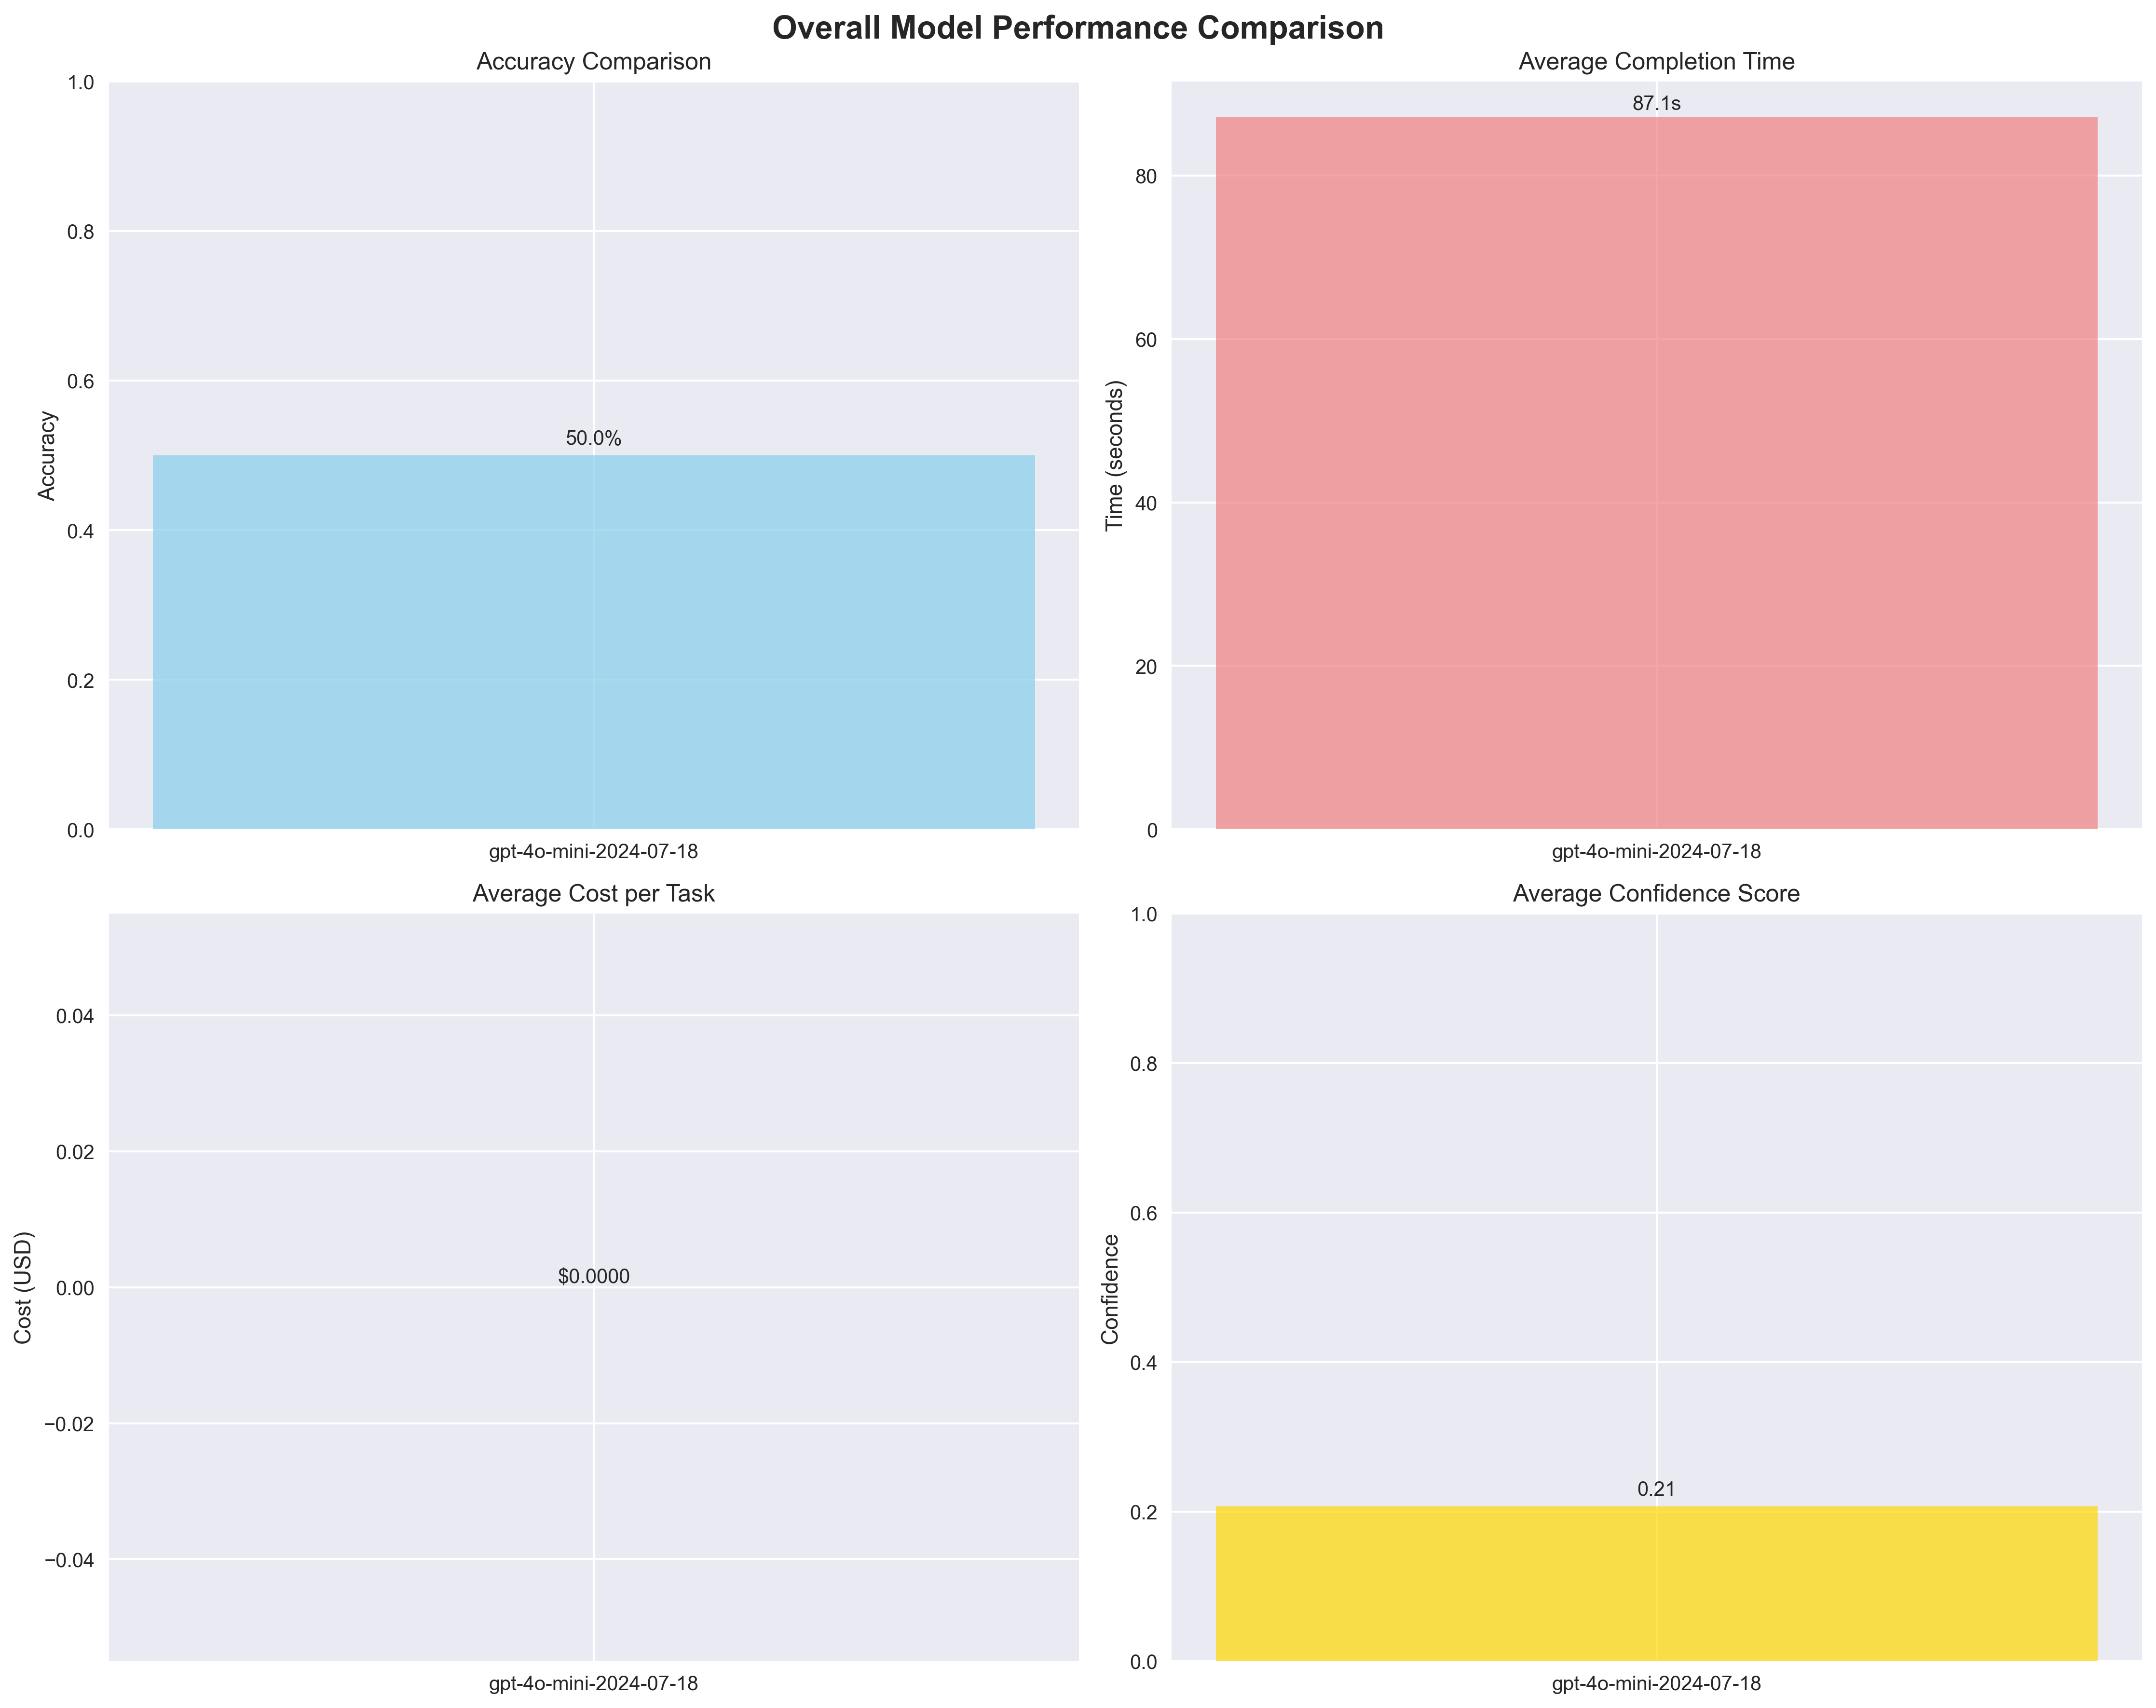 Overall Model Performance Comparison
Accuracy Comparison
1.0
0.8
0.6
0.4
0.2
0.0
Accuracy
50.0%
gpt-4o-mini-2024-07-18
Average Completion Time
80
60
40
20
0
Time (seconds)
87.1s
gpt-4o-mini-2024-07-18
Average Cost per Task
0.04
0.02
0.00
−0.02
−0.04
Cost (USD)
$0.0000
gpt-4o-mini-2024-07-18
Average Confidence Score
1.0
0.8
0.6
0.4
0.2
0.0
Confidence
0.21
gpt-4o-mini-2024-07-18